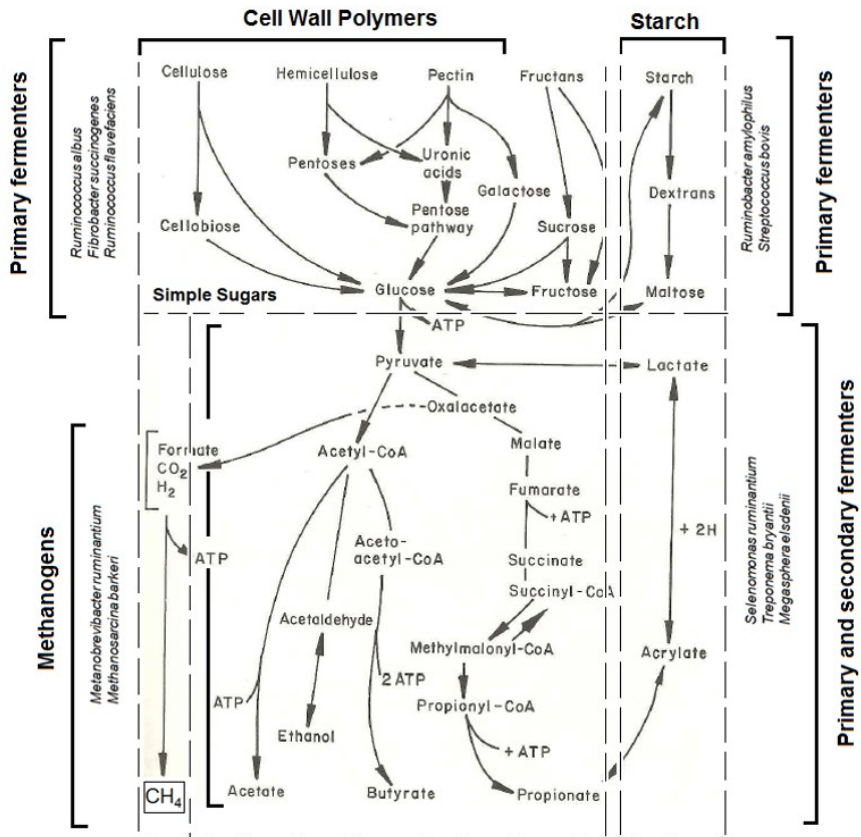 Cell Wall Polymers
Starch
Primary fermenters
Ruminococcus albus
Fibrobacter succinogenes
Ruminococcus flavefaciens
Cellulose
Hemicellulose
Pectin
Fructans
Starch
Pentoses
Uronic
acids
Galactose
Dextrans
Cellobiose
Pentose
pathway
Sucrose
Simple Sugars
Glucose
Fructose
Maltose
Ruminobacter amylophilus
Streptococcus bovis
Primary fermenters
ATP
Pyruvate
Lactate
Oxalacetate
Formate
CO2
H2
Acetyl-CoA
Malate
Fumarate
+ATP
ATP
Aceto-
acetyl-CoA
Succinate
Succinyl-CoA
+ 2H
Acetaldehyde
Methylmalonyl-CoA
Acrylate
ATP
2 ATP
Propionyl-CoA
Ethanol
+ATP
CH4
Acetate
Butyrate
Propionate
Methanogens
Metanobrevibacter ruminantium
Methanosarcina barkeri
Selenomonas ruminantium
Treponema bryantii
Megasphera elsdenii
Primary and secondary fermenters